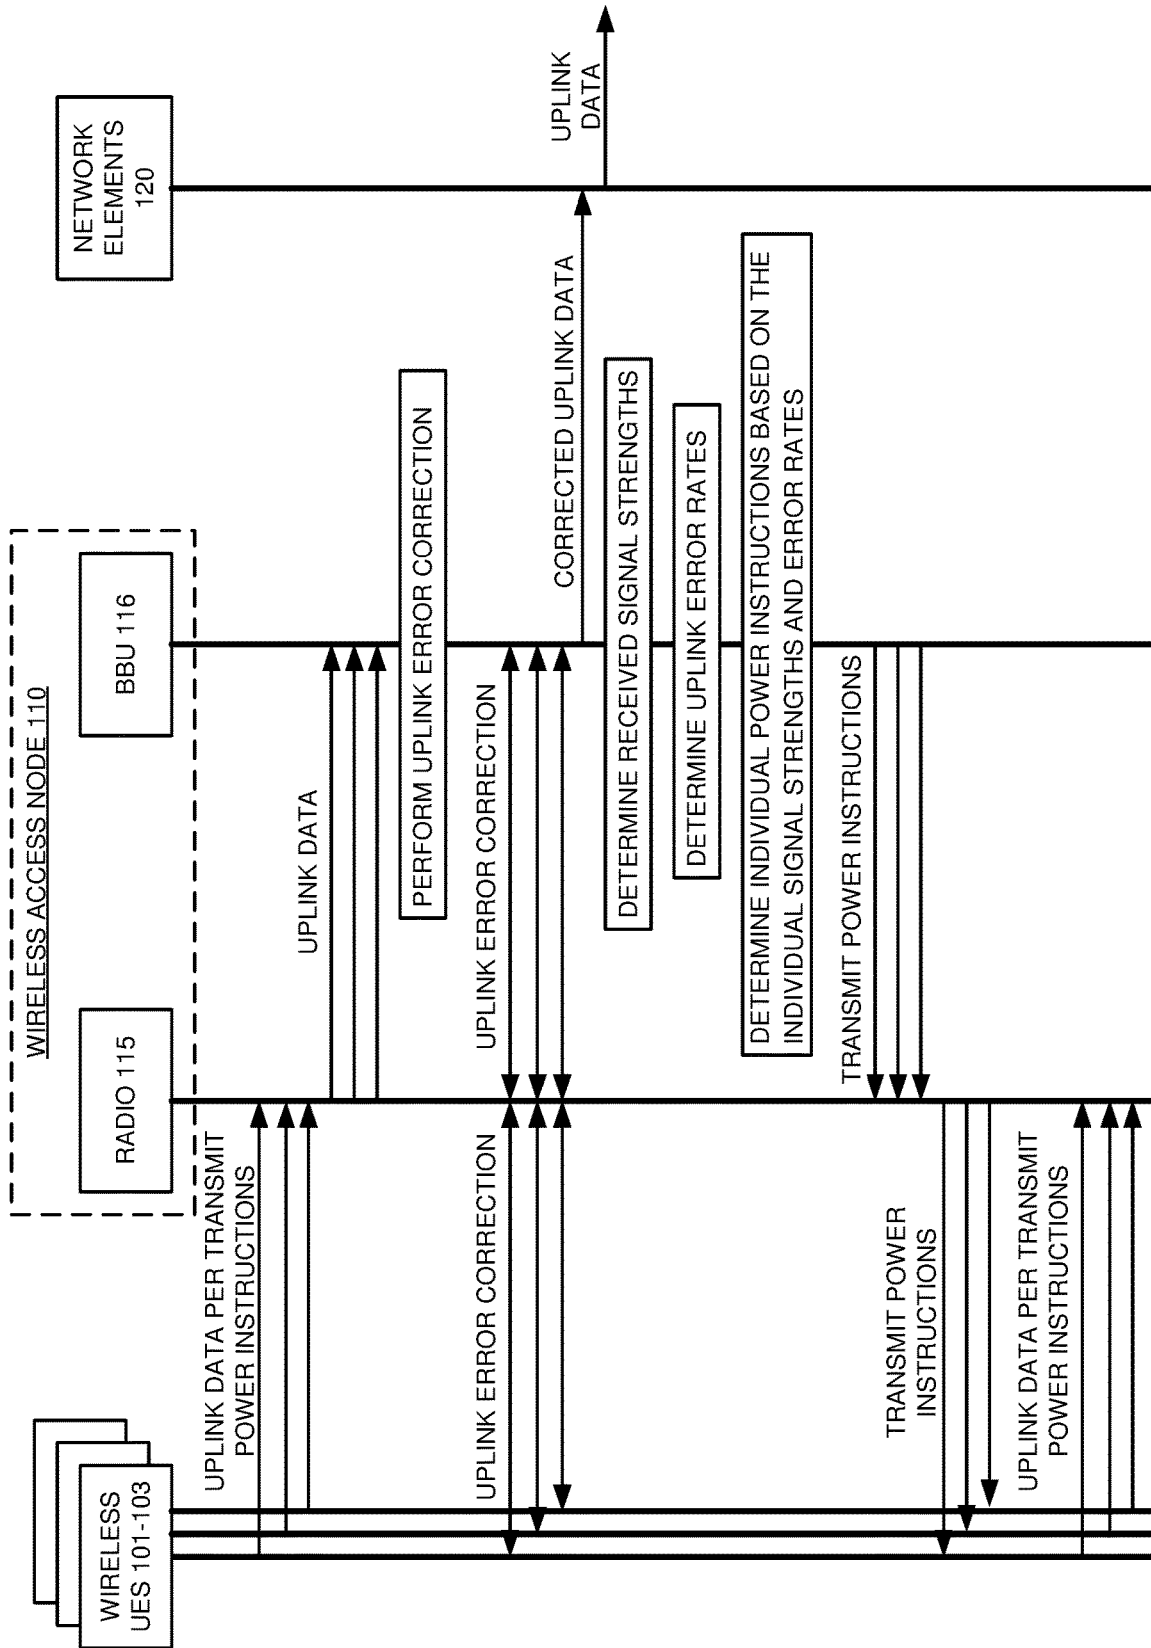 WIRELESS ACCESS NODE 110
WIRELESS
UES 101-103
RADIO 115
BBU 116
NETWORK
ELEMENTS
120
UPLINK DATA PER TRANSMIT
POWER INSTRUCTIONS
UPLINK DATA
PERFORM UPLINK ERROR CORRECTION
UPLINK ERROR CORRECTION
UPLINK ERROR CORRECTION
CORRECTED UPLINK DATA
UPLINK
DATA
DETERMINE RECEIVED SIGNAL STRENGTHS
DETERMINE UPLINK ERROR RATES
DETERMINE INDIVIDUAL POWER INSTRUCTIONS BASED ON THE
INDIVIDUAL SIGNAL STRENGTHS AND ERROR RATES
TRANSMIT POWER INSTRUCTIONS
TRANSMIT POWER
INSTRUCTIONS
UPLINK DATA PER TRANSMIT
POWER INSTRUCTIONS